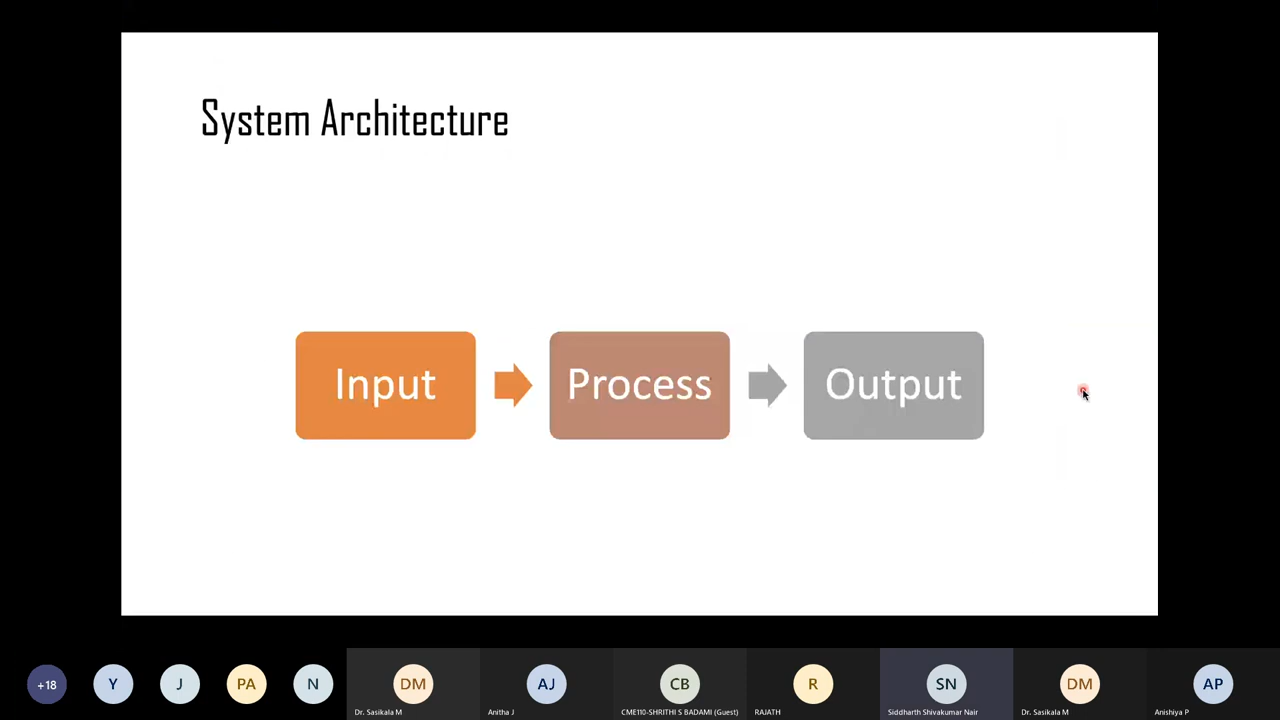 System Architecture
Input
Process
Output
+18
Y
J
PA
N
DM
AJ
CB
R
SN
DM
AP
Dr. Sasikala M
Anitha J
CME110-SHRITHI S BADAMI (Guest)
RAJATH
Siddharth Shivakumar Nair
Dr. Sasikala M
Anishiya P